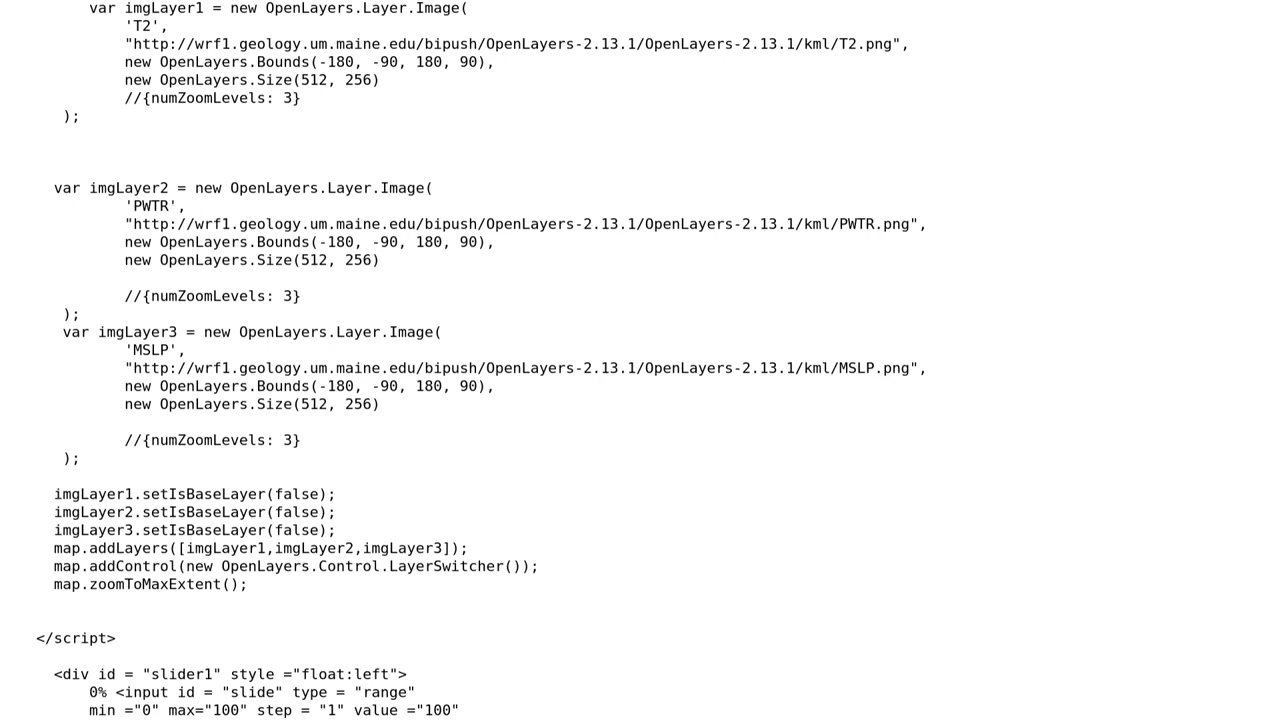 var imgLayer1 = new OpenLayers.Layer.Image(
'T2',
"http://wrf1.geology.um.maine.edu/bipush/OpenLayers-2.13.1/OpenLayers-2.13.1/kml/T2.png",
new OpenLayers.Bounds(-180, -90, 180, 90),
new OpenLayers.Size(512, 256)
//{numZoomLevels: 3}
);
var imgLayer2 = new OpenLayers.Layer.Image(
'PWTR',
"http://wrf1.geology.um.maine.edu/bipush/OpenLayers-2.13.1/OpenLayers-2.13.1/kml/PWTR.png",
new OpenLayers.Bounds(-180, -90, 180, 90),
new OpenLayers.Size(512, 256)
//{numZoomLevels: 3}
);
var imgLayer3 = new OpenLayers.Layer.Image(
'MSLP',
"http://wrf1.geology.um.maine.edu/bipush/OpenLayers-2.13.1/OpenLayers-2.13.1/kml/MSLP.png",
new OpenLayers.Bounds(-180, -90, 180, 90),
new OpenLayers.Size(512, 256)
//{numZoomLevels: 3}
);
imgLayer1.setIsBaseLayer(false);
imgLayer2.setIsBaseLayer(false);
imgLayer3.setIsBaseLayer(false);
map.addLayers([imgLayer1,imgLayer2,imgLayer3]);
map.addControl(new OpenLayers.Control.LayerSwitcher());
map.zoomToMaxExtent();
</script>
<div id = "slider1" style ="float:left">
0% <input id = "slide" type = "range"
min ="0" max="100" step = "1" value ="100"